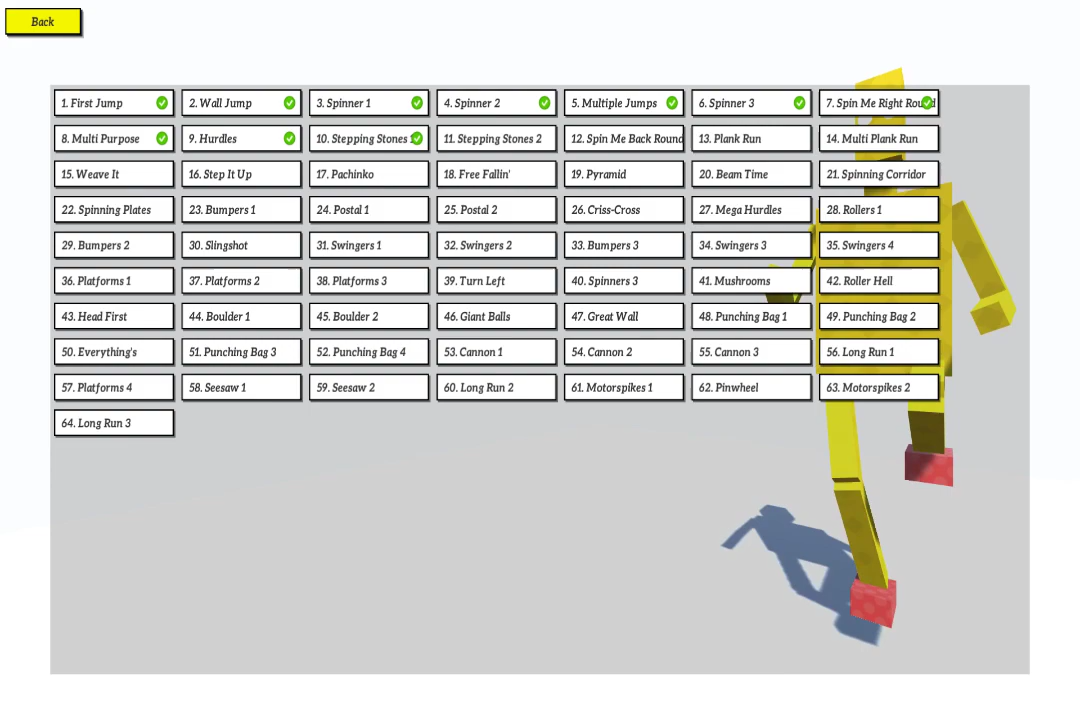 Back
1. First Jump
2. Wall Jump
3. Spinner 1
4. Spinner 2
5. Multiple Jumps
6. Spinner 3
7. Spin Me Right Round
8. Multi Purpose
9. Hurdles
10. Stepping Stones 1
11. Stepping Stones 2
12. Spin Me Back Round
13. Plank Run
14. Multi Plank Run
15. Weave It
16. Step It Up
17. Pachinko
18. Free Fallin'
19. Pyramid
20. Beam Time
21. Spinning Corridor
22. Spinning Plates
23. Bumpers 1
24. Postal 1
25. Postal 2
26. Criss-Cross
27. Mega Hurdles
28. Rollers 1
29. Bumpers 2
30. Slingshot
31. Swingers 1
32. Swingers 2
33. Bumpers 3
34. Swingers 3
35. Swingers 4
36. Platforms 1
37. Platforms 2
38. Platforms 3
39. Turn Left
40. Spinners 3
41. Mushrooms
42. Roller Hell
43. Head First
44. Boulder 1
45. Boulder 2
46. Giant Balls
47. Great Wall
48. Punching Bag 1
49. Punching Bag 2
50. Everything's
51. Punching Bag 3
52. Punching Bag 4
53. Cannon 1
54. Cannon 2
55. Cannon 3
56. Long Run 1
57. Platforms 4
58. Seesaw 1
59. Seesaw 2
60. Long Run 2
61. Motorspikes 1
62. Pinwheel
63. Motorspikes 2
64. Long Run 3